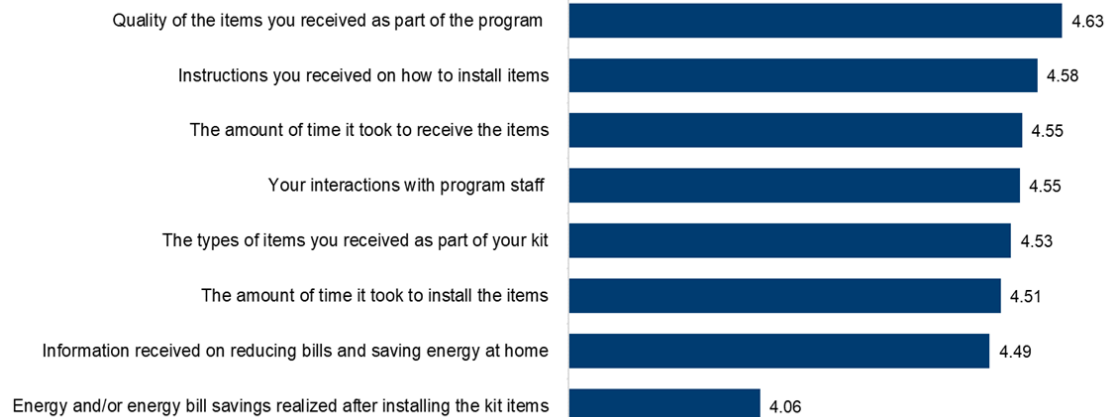 Quality of the items you received as part of the program 4.63
Instructions you received on how to install items 4.58
The amount of time it took to receive the items 4.55
Your interactions with program staff 4.55
The types of items you received as part of your kit 4.53
The amount of time it took to install the items 4.51
Information received on reducing bills and saving energy at home 4.49
Energy and/or energy bill savings realized after installing the kit items 4.06